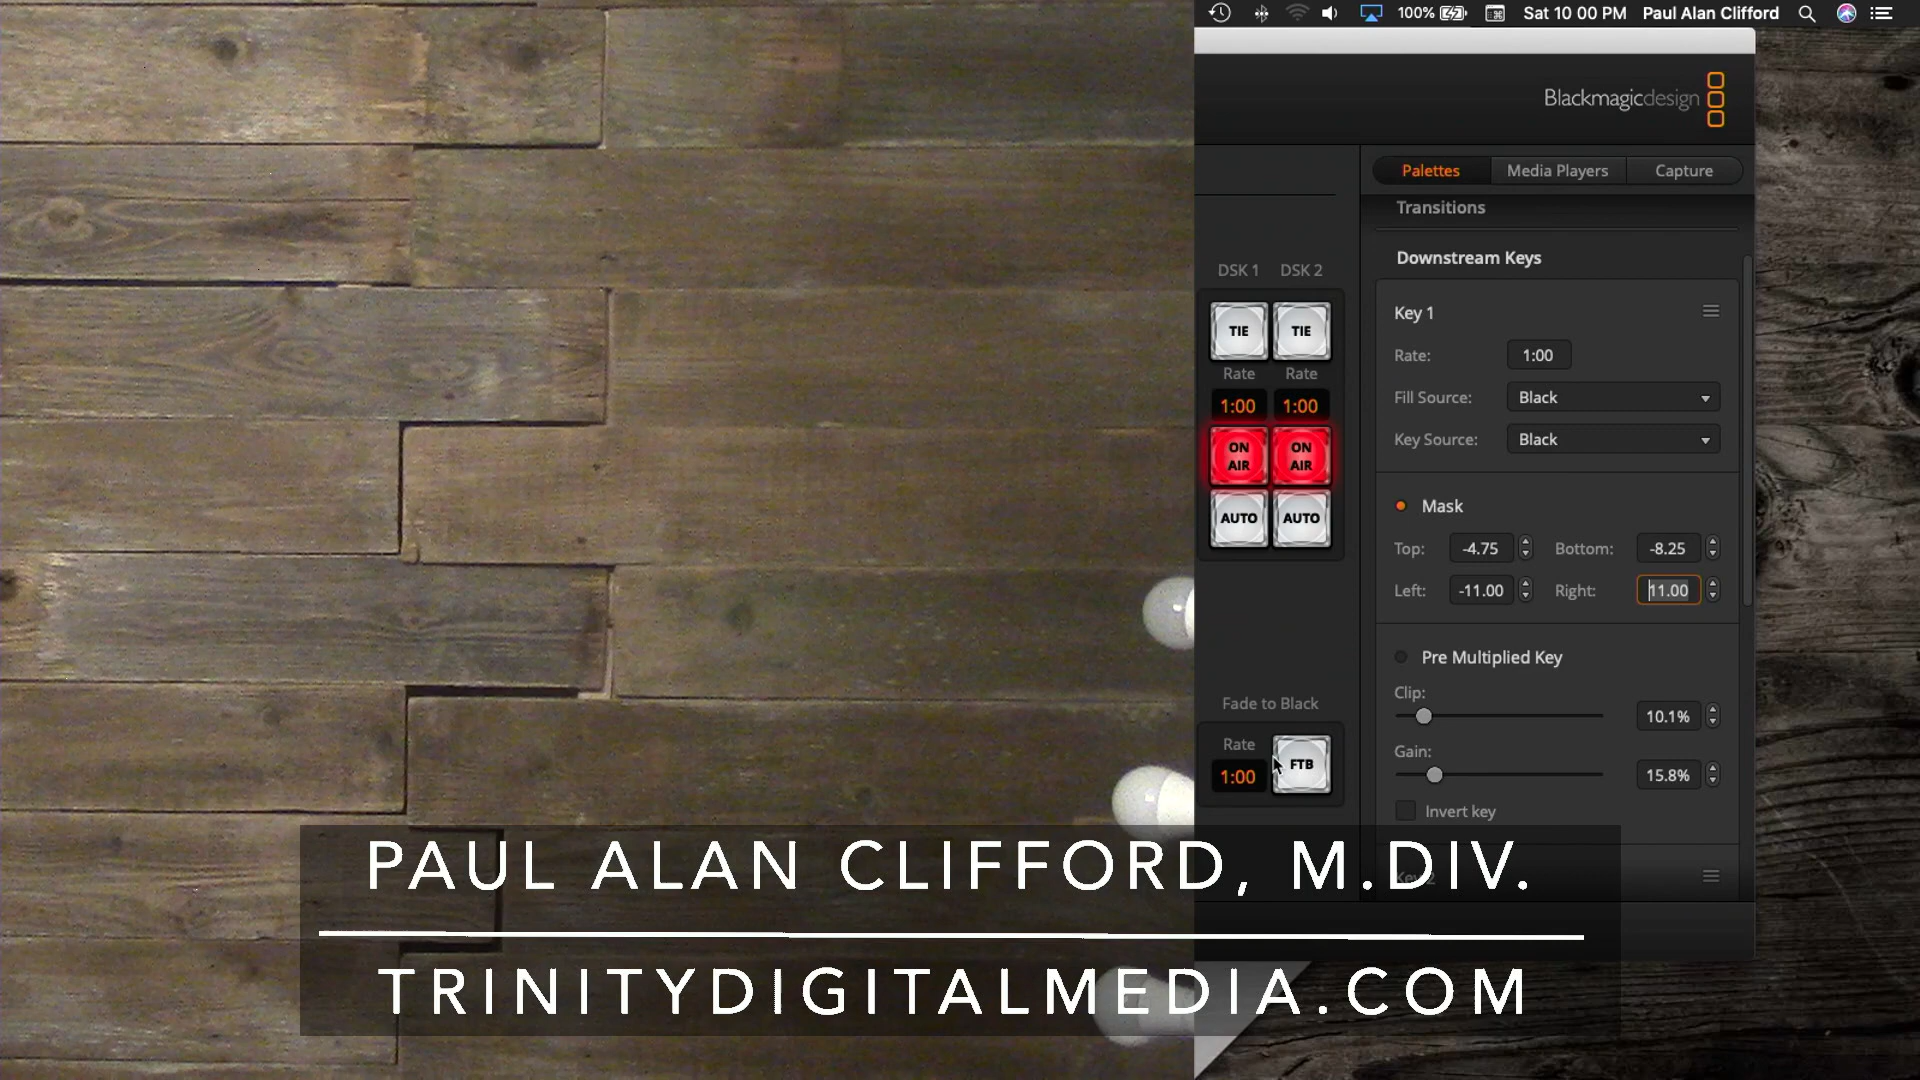 100%
Sat 10 00 PM
Paul Alan Clifford
Blackmagicdesign
Palettes
Media Players
Capture
Transitions
Downstream Keys
DSK 1
DSK 2
TIE
TIE
Rate
Rate
1:00
1:00
ON
AIR
ON
AIR
AUTO
AUTO
Key 1
Rate:
1:00
Fill Source:
Black
Key Source:
Black
Mask
Top:
-4.75
Bottom:
-8.25
Left:
-11.00
Right:
11.00
Pre Multiplied Key
Clip:
10.1%
Gain:
15.8%
Invert key
Fade to Black
Rate
1:00
FTB
Key 2
PAUL ALAN CLIFFORD, M.DIV.
TRINITYDIGITALMEDIA.COM